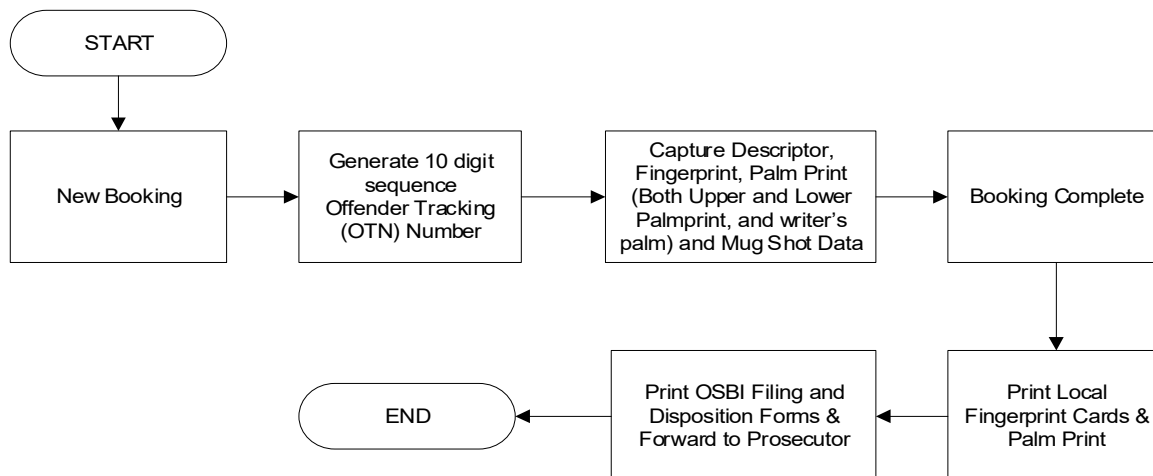 START
New Booking
Generate 10 digit
sequence
Offender Tracking
(OTN) Number
Capture Descriptor,
Fingerprint, Palm Print
(Both Upper and Lower
Palmprint, and writer's
palm) and Mug Shot Data
Booking Complete
Print Local
Fingerprint Cards &
Palm Print
Print OSBI Filing and
Disposition Forms &
Forward to Prosecutor
END